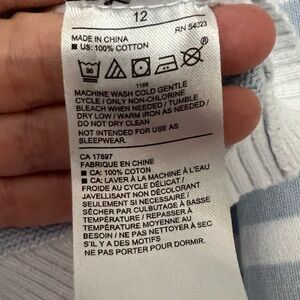 12
RN 54023
MADE IN CHINA
■ US: 100% COTTON
1166
MACHINE WASH COLD GENTLE
CYCLE / ONLY NON-CHLORINE
BLEACH WHEN NEEDED / TUMBLE
DRY LOW / WARM IRON AS NEEDED /
DO NOT DRY CLEAN
NOT INTENDED FOR USE AS
SLEEPWEAR.
CA 17897
FABRIQUE EN CHINE
■ CA: 100% COTON
■ CA: LAVER À LA MACHINE À L'EAU
FROIDE AU CYCLE DÉLICAT /
JAVELLISANT NON DÉCOLORANT
SEULEMENT SI NECESSAIRE /
SÉCHER PAR CULBUTAGE À BASSE
TEMPÉRATURE / REPASSER À
TEMPÉRATURE MOYENNE AU
BESOIN / NE PAS NETTOYER À SEC
S'IL Y A DES MOTIFS
NE PAS PORTER POUR DORMIR.